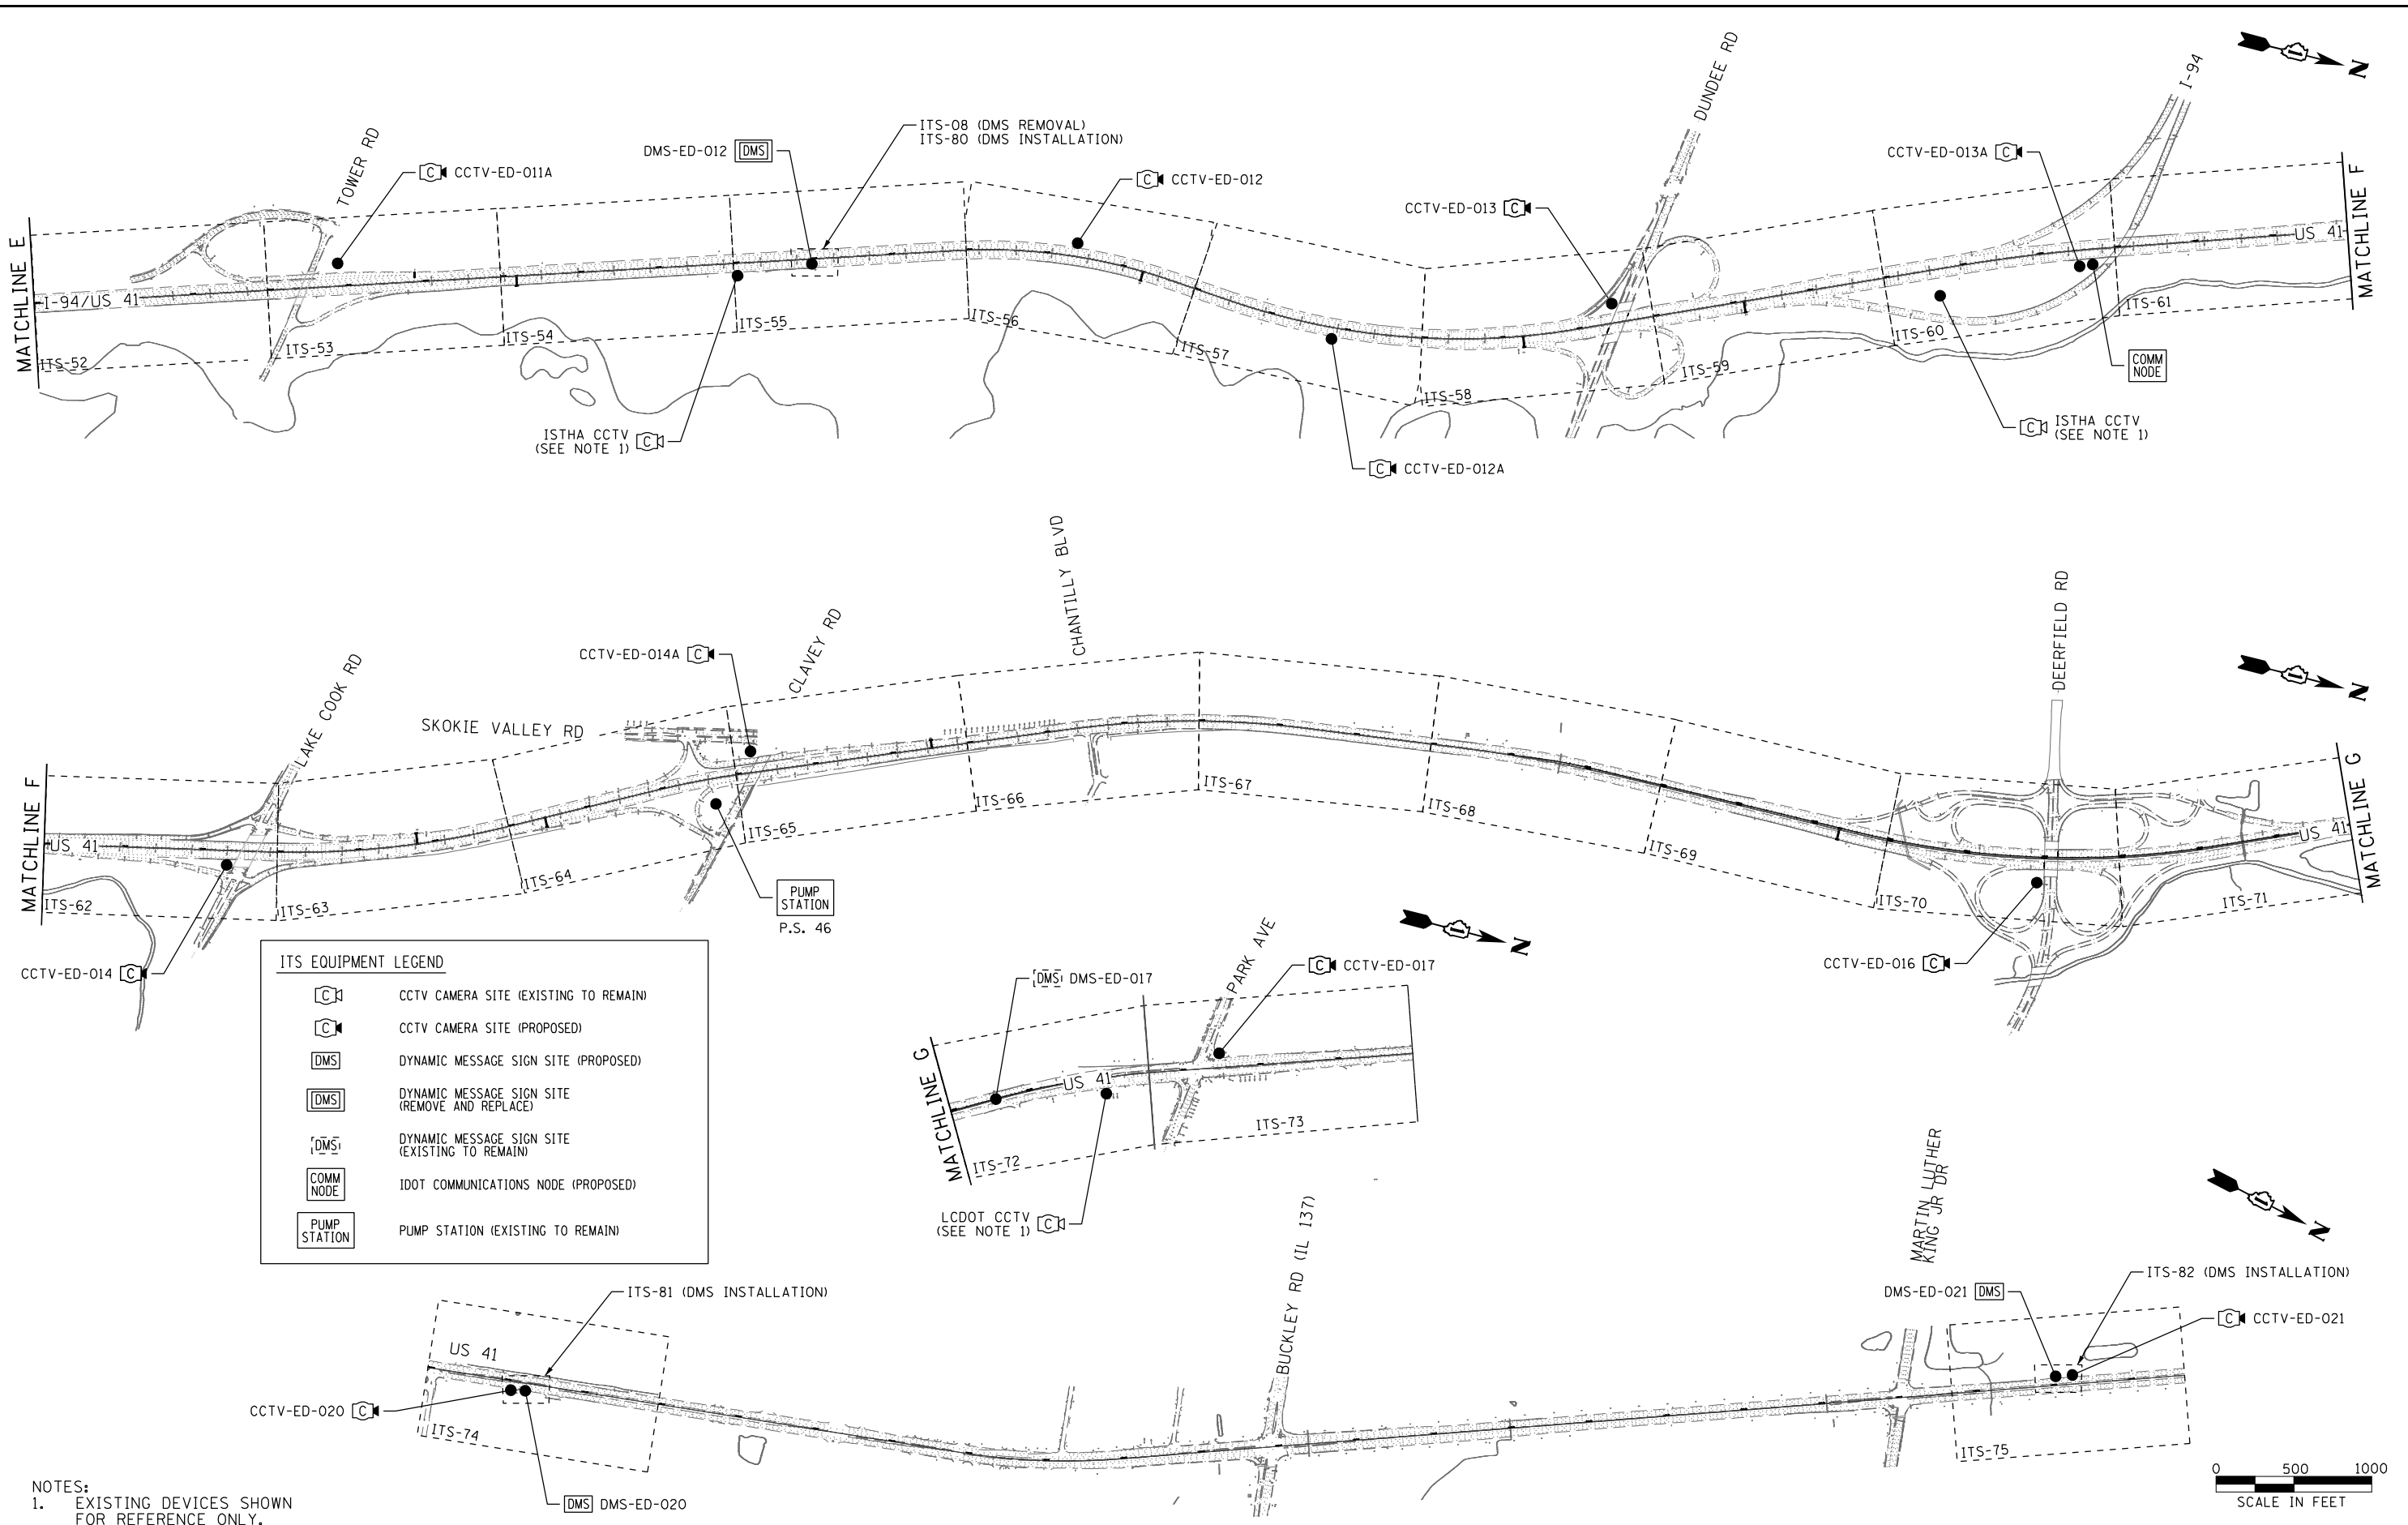 TOWER RD
CCTV-ED-011A
C
DMS-ED-012
DMS
ITS-08 (DMS REMOVAL)
ITS-80 (DMS INSTALLATION)
C
CCTV-ED-012
CCTV-ED-013
C
DUNDEE RD
CCTV-ED-013A
C
I-94
N
MATCHLINE E
I-94/US 41
US 41
MATCHLINE F
ITS-52
ITS-53
ITS-54
ITS-55
ITS-56
ITS-57
ITS-58
ITS-59
ITS-60
ITS-61
COMM
NODE
ISTHA CCTV
(SEE NOTE 1)
C
C
CCTV-ED-012A
C
ISTHA CCTV
(SEE NOTE 1)
LAKE COOK RD
SKOKIE VALLEY RD
CCTV-ED-014A
C
CLAVEY RD
CHANTILLY BLVD
DEERFIELD RD
N
MATCHLINE F
US 41
US 41
MATCHLINE G
ITS-62
ITS-63
ITS-64
ITS-65
ITS-66
ITS-67
ITS-68
ITS-69
ITS-70
ITS-71
PUMP
STATION
P.S. 46
CCTV-ED-014
C
CCTV-ED-016
C
ITS EQUIPMENT LEGEND
C
CCTV CAMERA SITE (EXISTING TO REMAIN)
C
CCTV CAMERA SITE (PROPOSED)
DMS
DYNAMIC MESSAGE SIGN SITE (PROPOSED)
DMS
DYNAMIC MESSAGE SIGN SITE
(REMOVE AND REPLACE)
DMS
DYNAMIC MESSAGE SIGN SITE
(EXISTING TO REMAIN)
COMM
NODE
IDOT COMMUNICATIONS NODE (PROPOSED)
PUMP
STATION
PUMP STATION (EXISTING TO REMAIN)
N
DMS
DMS-ED-017
PARK AVE
C
CCTV-ED-017
MATCHLINE G
US 41
ITS-72
ITS-73
LCDOT CCTV
(SEE NOTE 1)
C
N
ITS-81 (DMS INSTALLATION)
US 41
CCTV-ED-020
C
ITS-74
DMS
DMS-ED-020
BUCKLEY RD (IL 137)
MARTIN LUTHER
KING JR DR
DMS-ED-021
DMS
ITS-82 (DMS INSTALLATION)
C
CCTV-ED-021
ITS-75
0 500 1000
SCALE IN FEET
NOTES:
1. EXISTING DEVICES SHOWN
FOR REFERENCE ONLY.